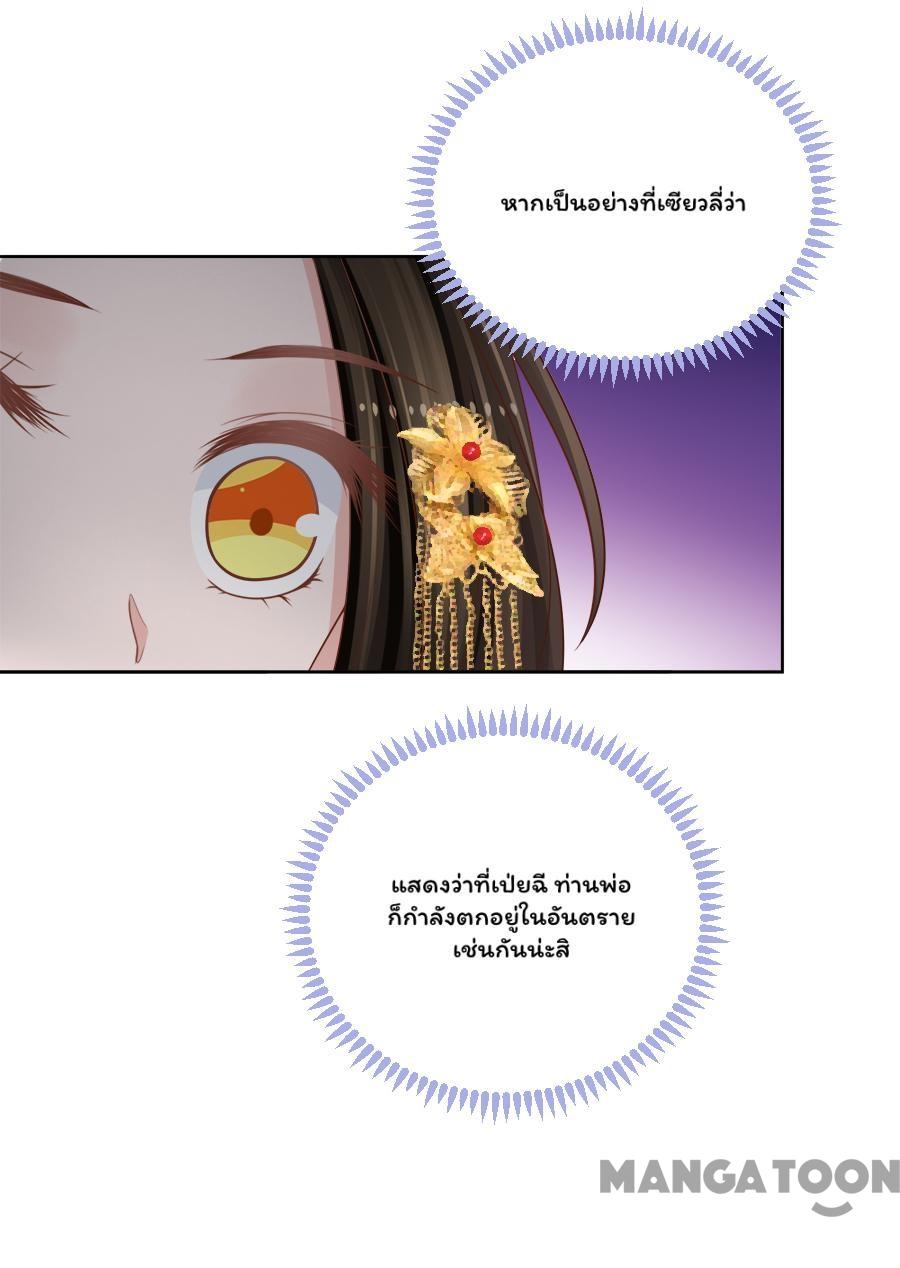 หากเป็นอย่างที่เซียวลี่ว่า
แสดงว่าที่เป่ยฉี ท่านพ่อ
ก็กำลังตกอยู่ในอันตราย
เช่นกันน่ะสิ
MANGATOON